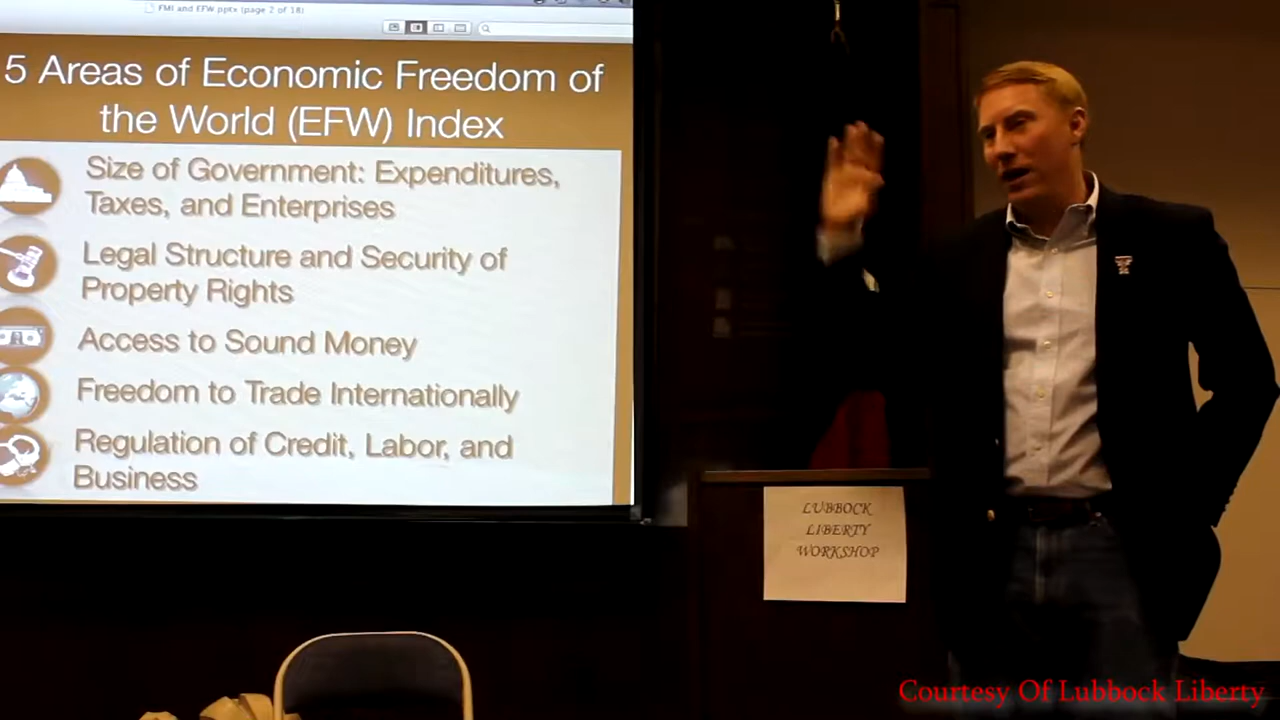 FMI and EFW.pptx (page 2 of 18)
5 Areas of Economic Freedom of
the World (EFW) Index
Size of Government: Expenditures,
Taxes, and Enterprises
Legal Structure and Security of
Property Rights
Access to Sound Money
Freedom to Trade Internationally
Regulation of Credit, Labor, and
Business
LUBBOCK
LIBERTY
WORKSHOP
Courtesy Of Lubbock Liberty